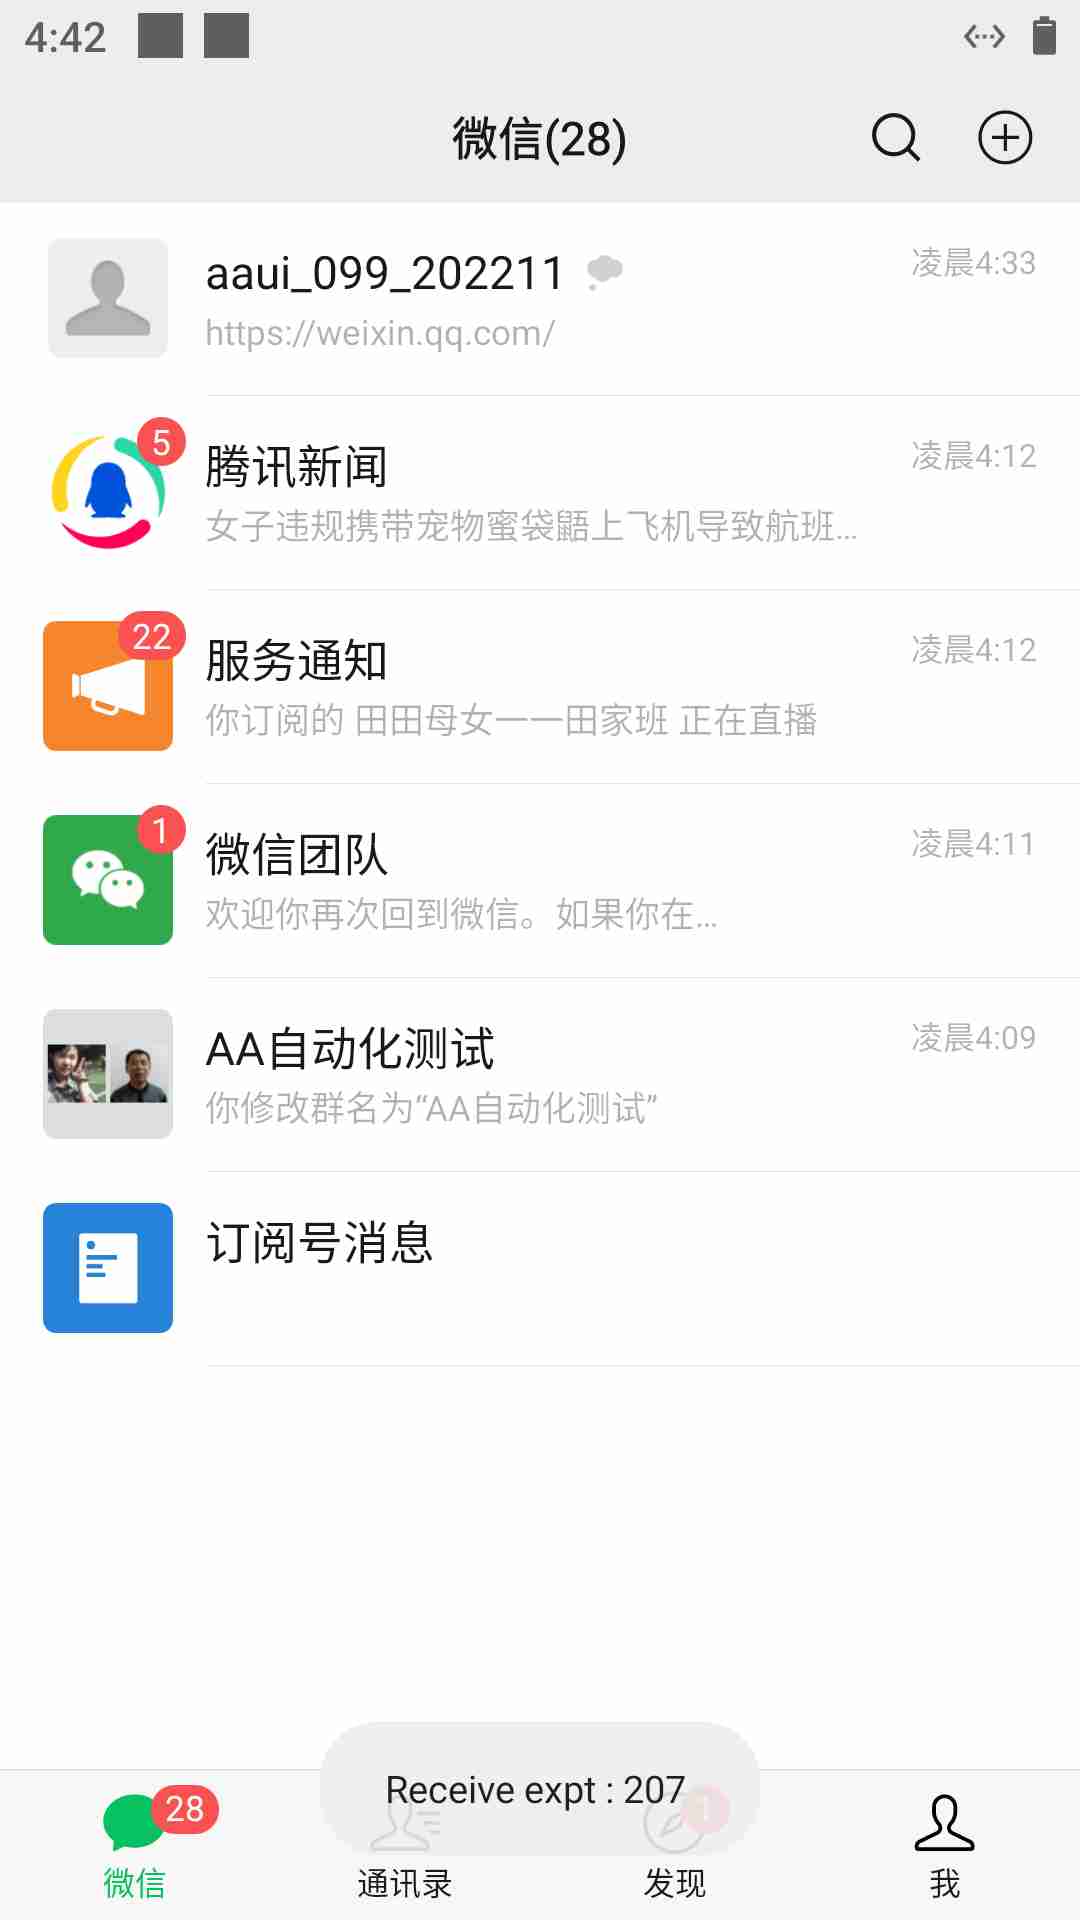 4:42
微信(28)
aaui_099_202211
凌晨4:33
https://weixin.qq.com/
5
腾讯新闻
凌晨4:12
女子违规携带宠物蜜袋鼯上飞机导致航班...
22
服务通知
凌晨4:12
你订阅的 田田母女一一田家班 正在直播
1
微信团队
凌晨4:11
欢迎你再次回到微信。如果你在...
AA自动化测试
凌晨4:09
你修改群名为“AA自动化测试”
订阅号消息
Receive expt : 207
28
1
微信
通讯录
发现
我